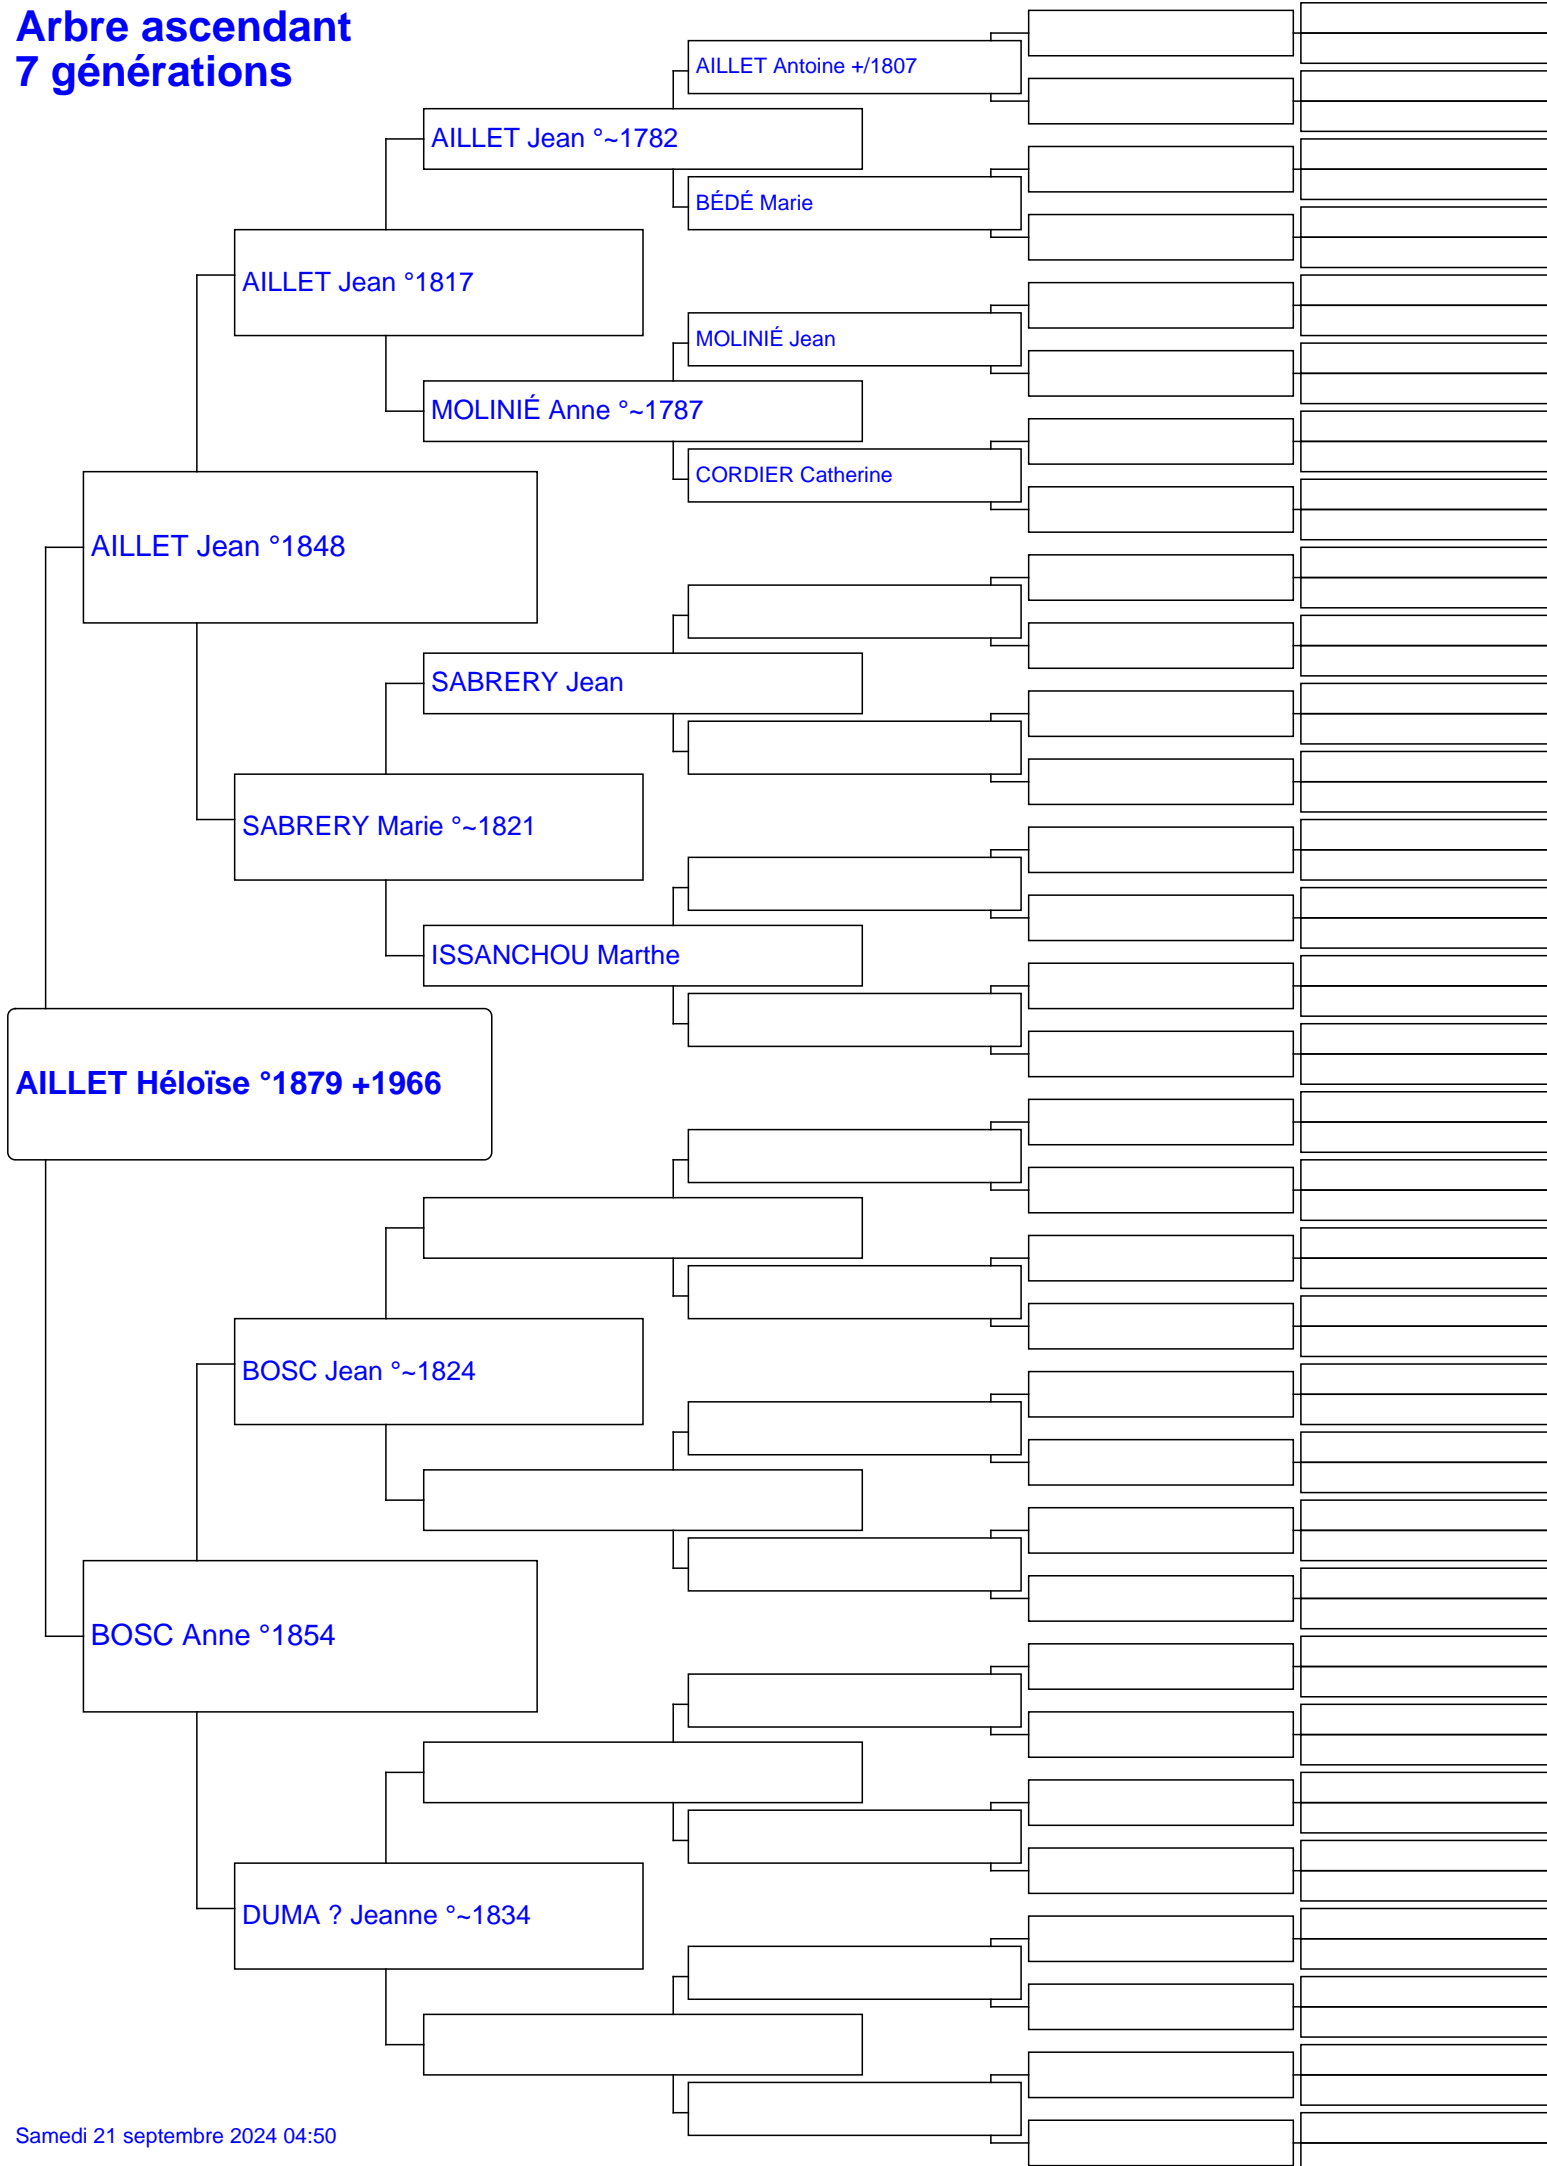 Arbre ascendant
7 générations
AILLET Antoine +/1807
AILLET Jean °~1782
BÉDÉ Marie
AILLET Jean °1817
MOLINIÉ Jean
MOLINIÉ Anne °~1787
CORDIER Catherine
AILLET Jean °1848
SABRERY Jean
SABRERY Marie °~1821
ISSANCHOU Marthe
AILLET Héloïse °1879 +1966
BOSC Jean °~1824
BOSC Anne °1854
DUMA ? Jeanne °~1834
Samedi 21 septembre 2024 04:50